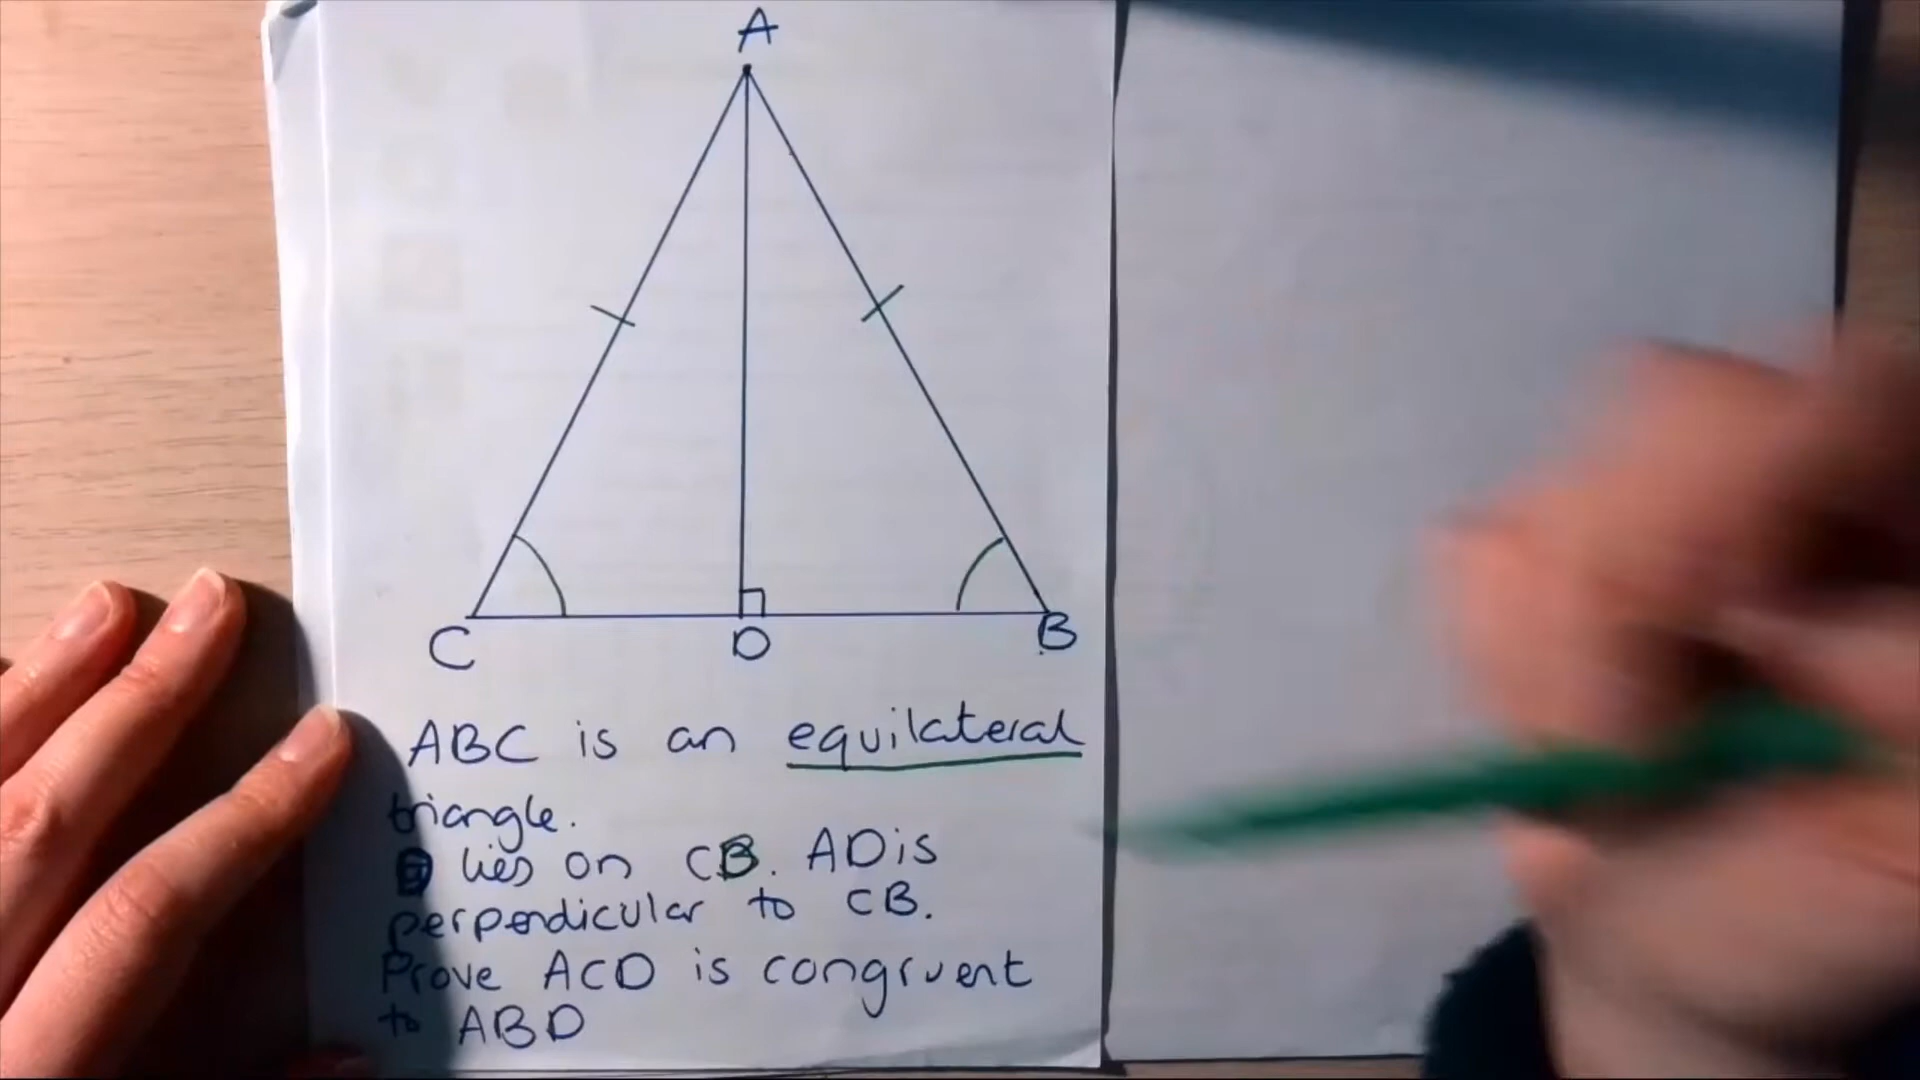 A
C D B
ABC is an equilateral
triangle.
D lies on CB. AD is
perpendicular to CB.
Prove ACD is congruent
to ABD